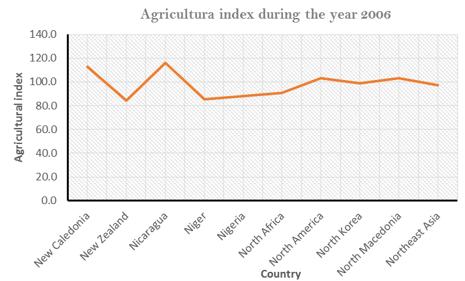 Agricultura index during the year 2006
Agricultural index
140.0
120.0
100.0
80.0
60.0
40.0
20.0
0.0
New Caledonia
New Zealand
Nicaragua
Niger
Nigeria
North Africa
North America
North Korea
North Macedonia
Northeast Asia
Country